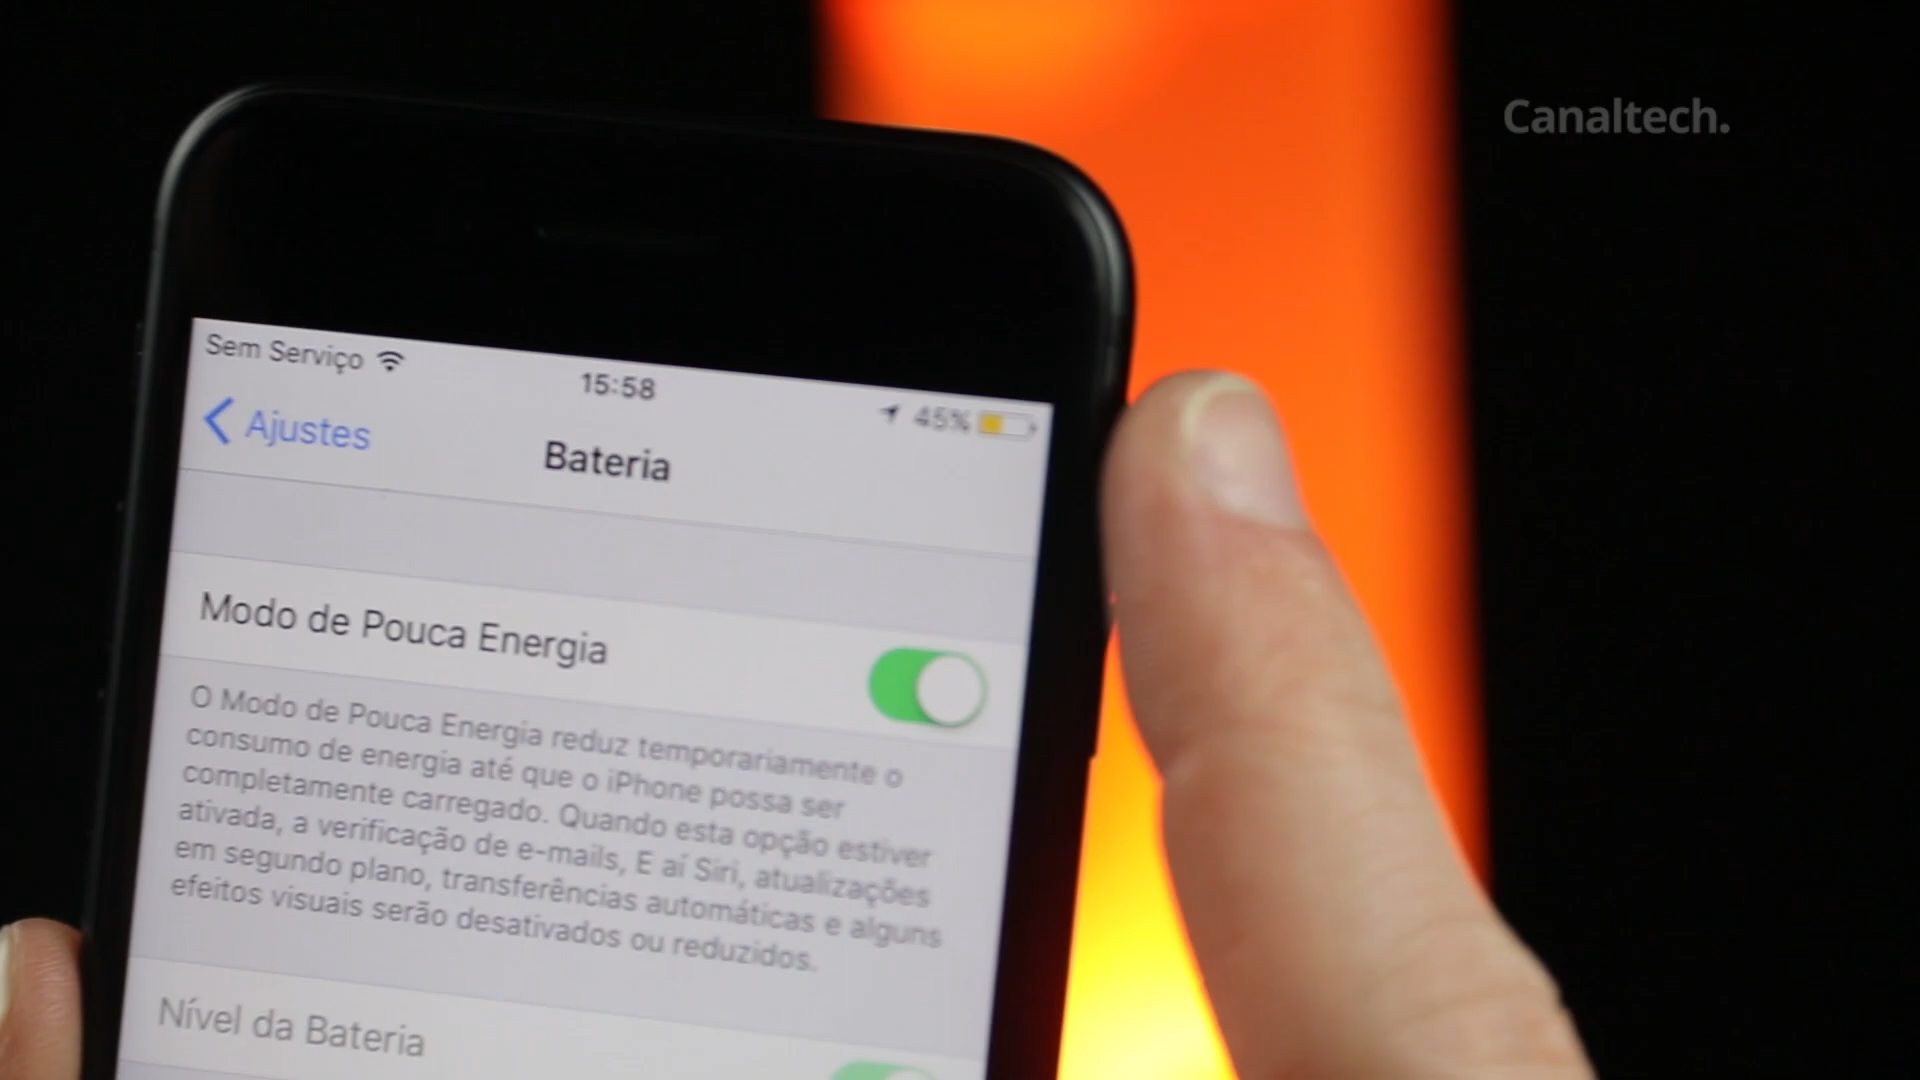 Canaltech.
Sem Serviço
15:58
45%
Ajustes
Bateria
Modo de Pouca Energia
O Modo de Pouca Energia reduz temporariamente o
consumo de energia até que o iPhone possa ser
completamente carregado. Quando esta opção estiver
ativada, a verificação de e-mails, E aí Siri, atualizações
em segundo plano, transferências automáticas e alguns
efeitos visuais serão desativados ou reduzidos.
Nível da Bateria